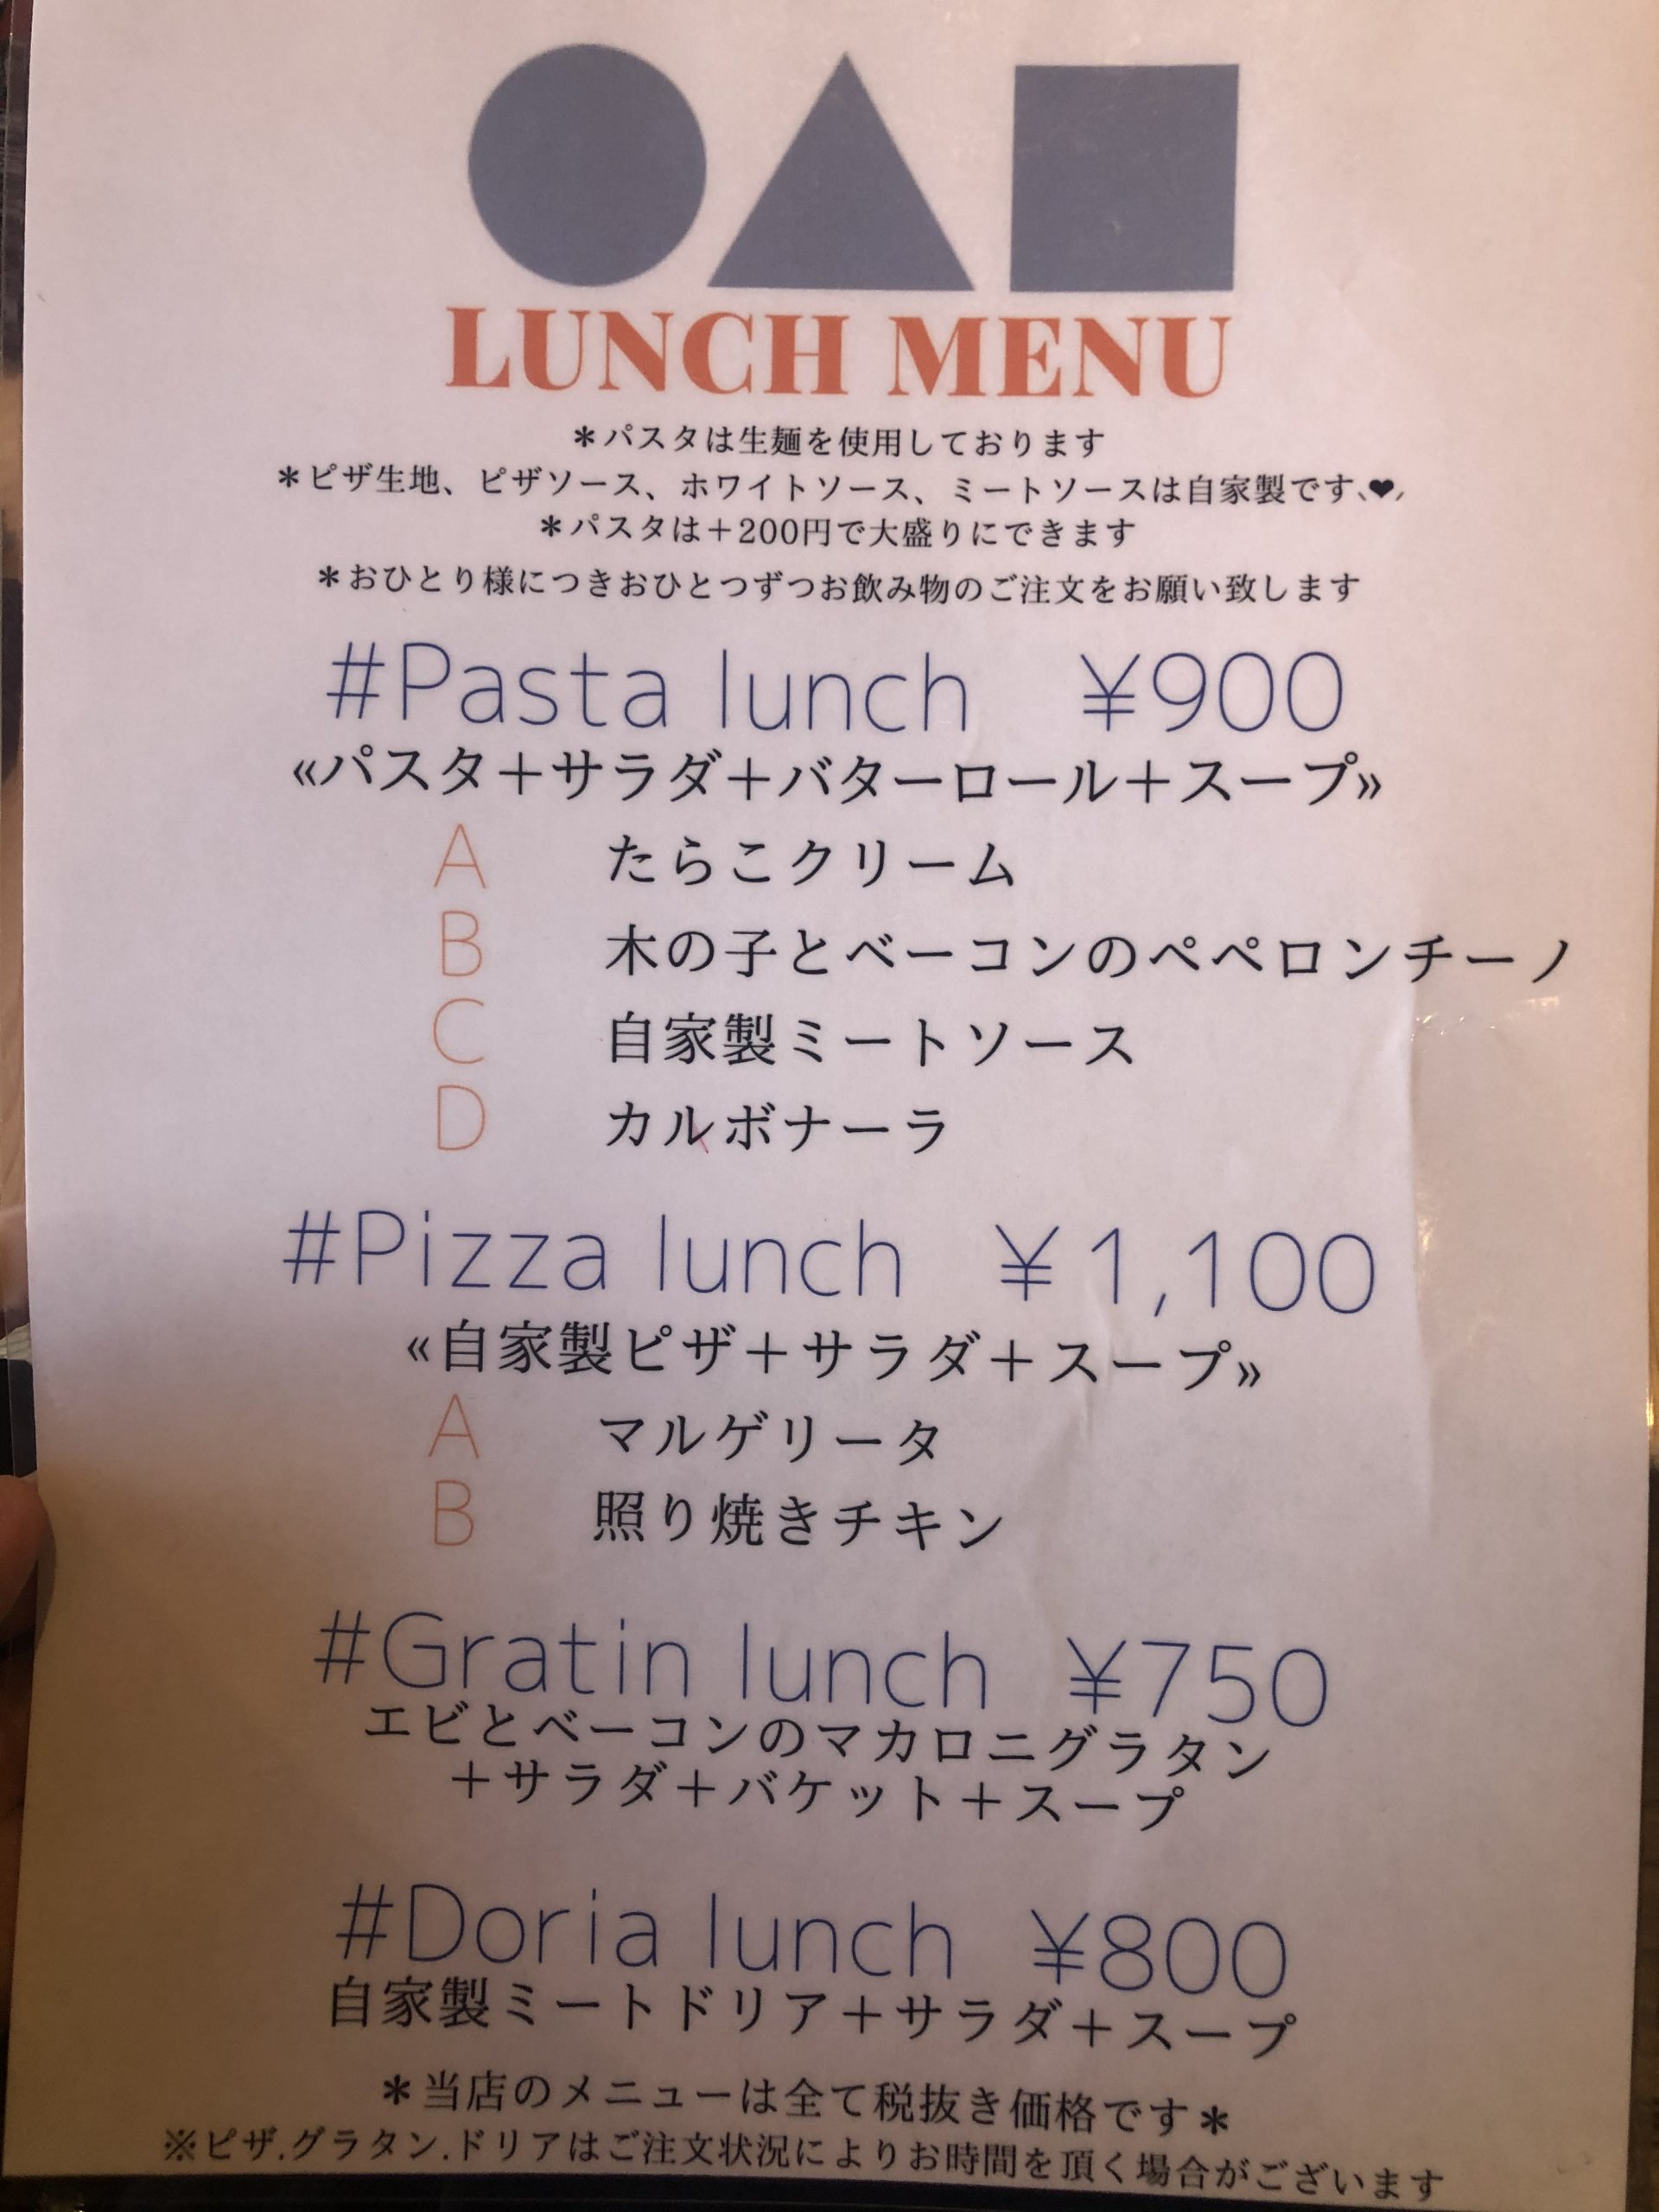 LUNCH MENU
＊パスタは生麺を使用しております
＊ピザ生地、ピザソース、ホワイトソース、ミートソースは自家製です､❤︎,
＊パスタは＋200円で大盛りにできます
＊おひとり様につきおひとつずつお飲み物のご注文をお願い致します
#Pasta lunch ¥900
«パスタ＋サラダ＋バターロール＋スープ»
A たらこクリーム
B 木の子とベーコンのペペロンチーノ
C 自家製ミートソース
D カルボナーラ
#Pizza lunch ¥1,100
«自家製ピザ＋サラダ＋スープ»
A マルゲリータ
B 照り焼きチキン
#Gratin lunch ¥750
エビとベーコンのマカロニグラタン
＋サラダ＋バケット＋スープ
#Doria lunch ¥800
自家製ミートドリア＋サラダ＋スープ
＊当店のメニューは全て税抜き価格です＊
※ピザ.グラタン.ドリアはご注文状況によりお時間を頂く場合がございます